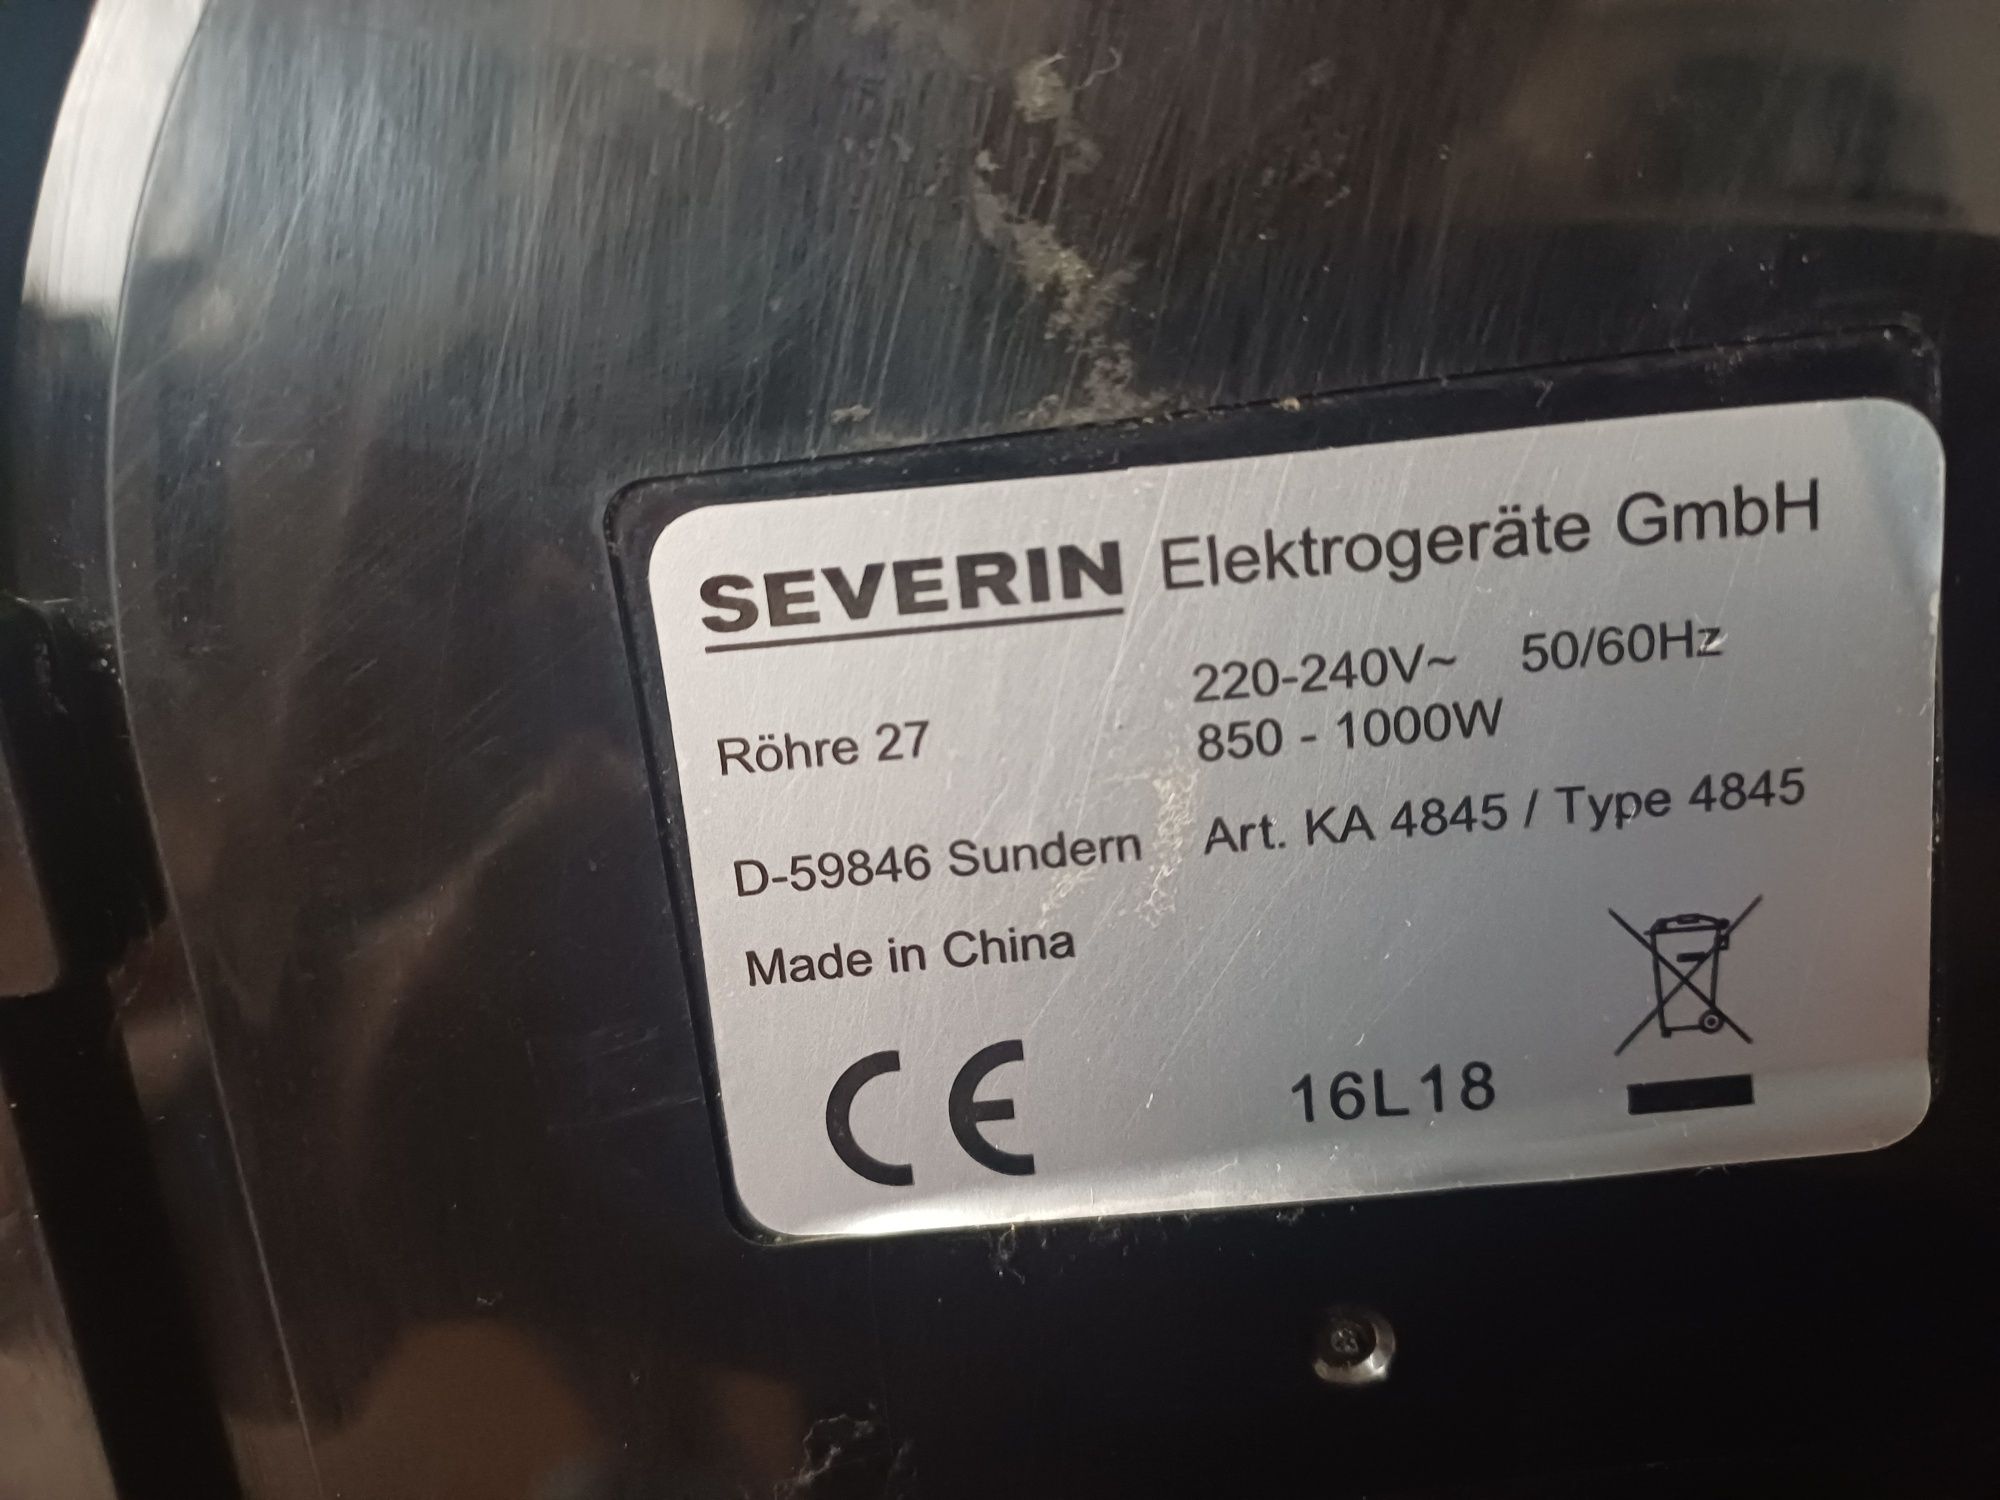 SEVERIN Elektrogeräte GmbH
220-240V~ 50/60Hz
Röhre 27 850 - 1000W
D-59846 Sundern Art. KA 4845 / Type 4845
Made in China
CE 16L18